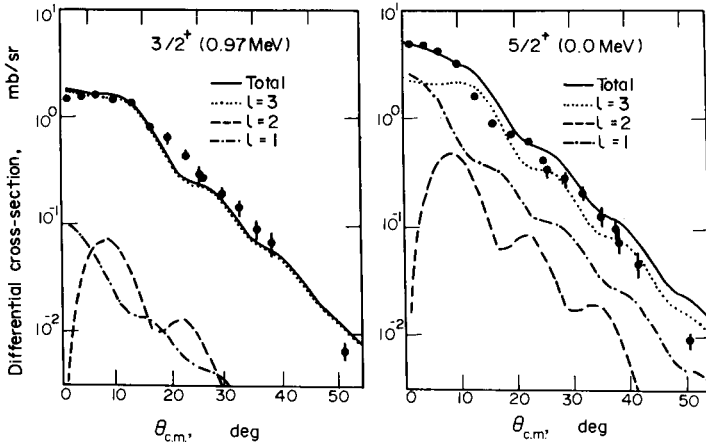 Differential cross-section, mb/sr
3/2⁺ (0.97 MeV)
Total
l = 3
l = 2
l = 1
10⁰
10⁻¹
10⁻²
0 10 20 30 40 50
θc.m., deg
5/2⁺ (0.0 MeV)
Total
l = 3
l = 2
l = 1
10⁰
10⁻¹
10⁻²
0 10 20 30 40 50
θc.m., deg